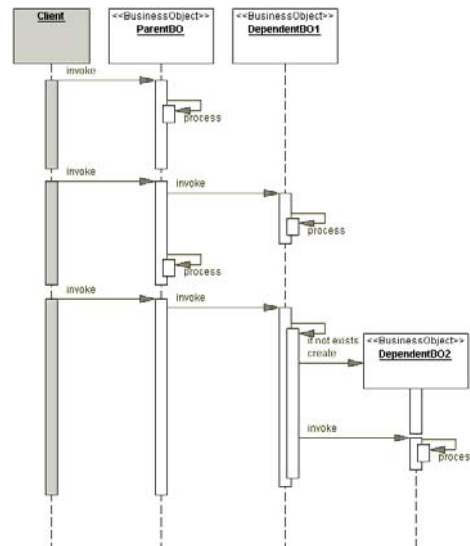 Client
<<BusinessObject>>
ParentBO
<<BusinessObject>>
DependentBO1
invoke
process
invoke
invoke
process
process
invoke
invoke
if not exists
create
<<BusinessObject>>
DependentBO2
invoke
process